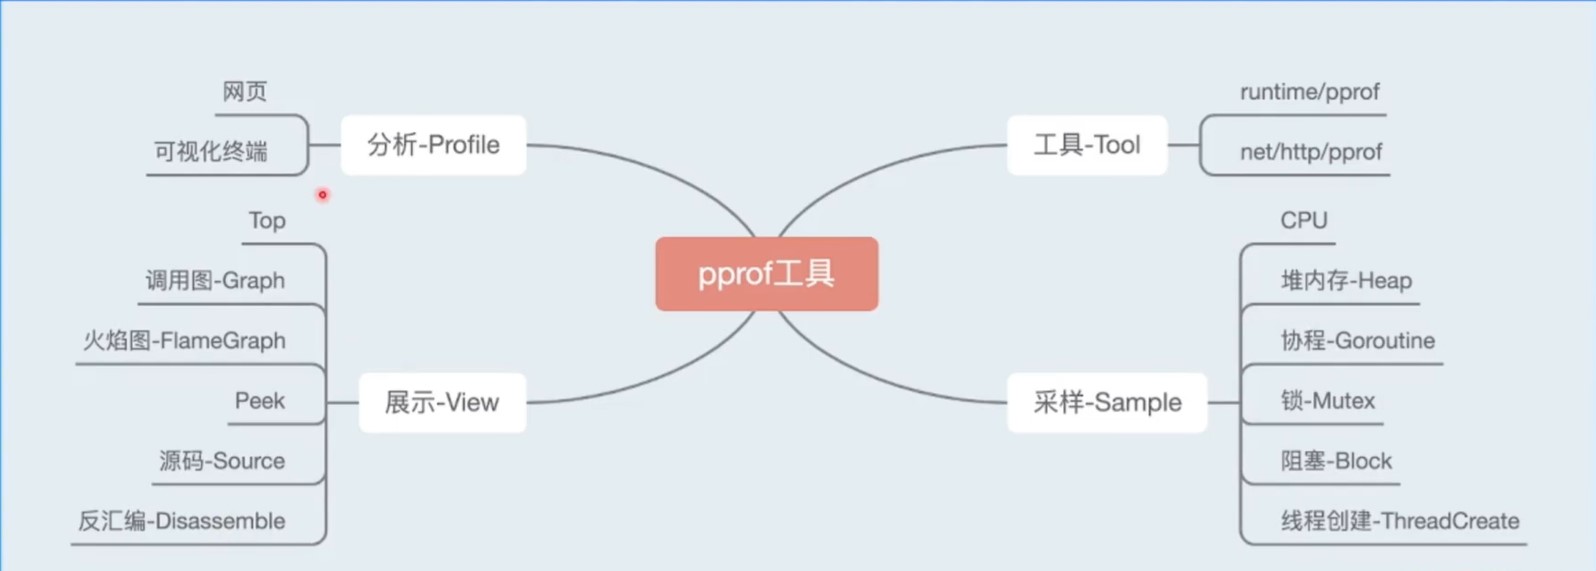 网页
可视化终端
分析-Profile
Top
调用图-Graph
火焰图-FlameGraph
Peek
源码-Source
反汇编-Disassemble
展示-View
pprof工具
工具-Tool
runtime/pprof
net/http/pprof
采样-Sample
CPU
堆内存-Heap
协程-Goroutine
锁-Mutex
阻塞-Block
线程创建-ThreadCreate